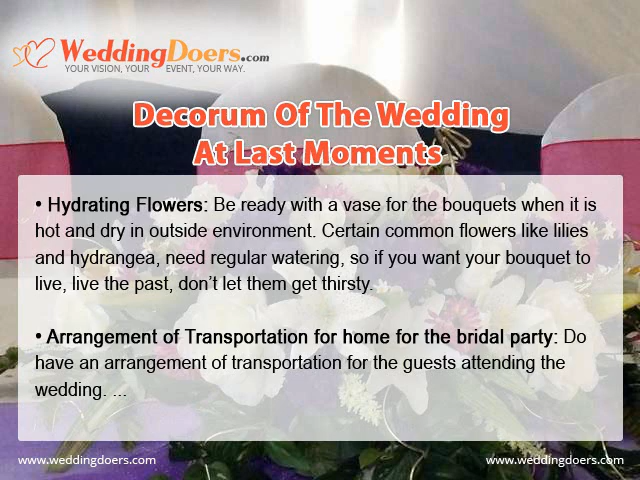 WeddingDoers.com
YOUR VISION, YOUR EVENT, YOUR WAY.
Decorum Of The Wedding
At Last Moments
• Hydrating Flowers: Be ready with a vase for the bouquets when it is
hot and dry in outside environment. Certain common flowers like lilies
and hydrangea, need regular watering, so if you want your bouquet to
live, live the past, don’t let them get thirsty.
• Arrangement of Transportation for home for the bridal party: Do
have an arrangement of transportation for the guests attending the
wedding. ...
www.weddingdoers.com
www.weddingdoers.com